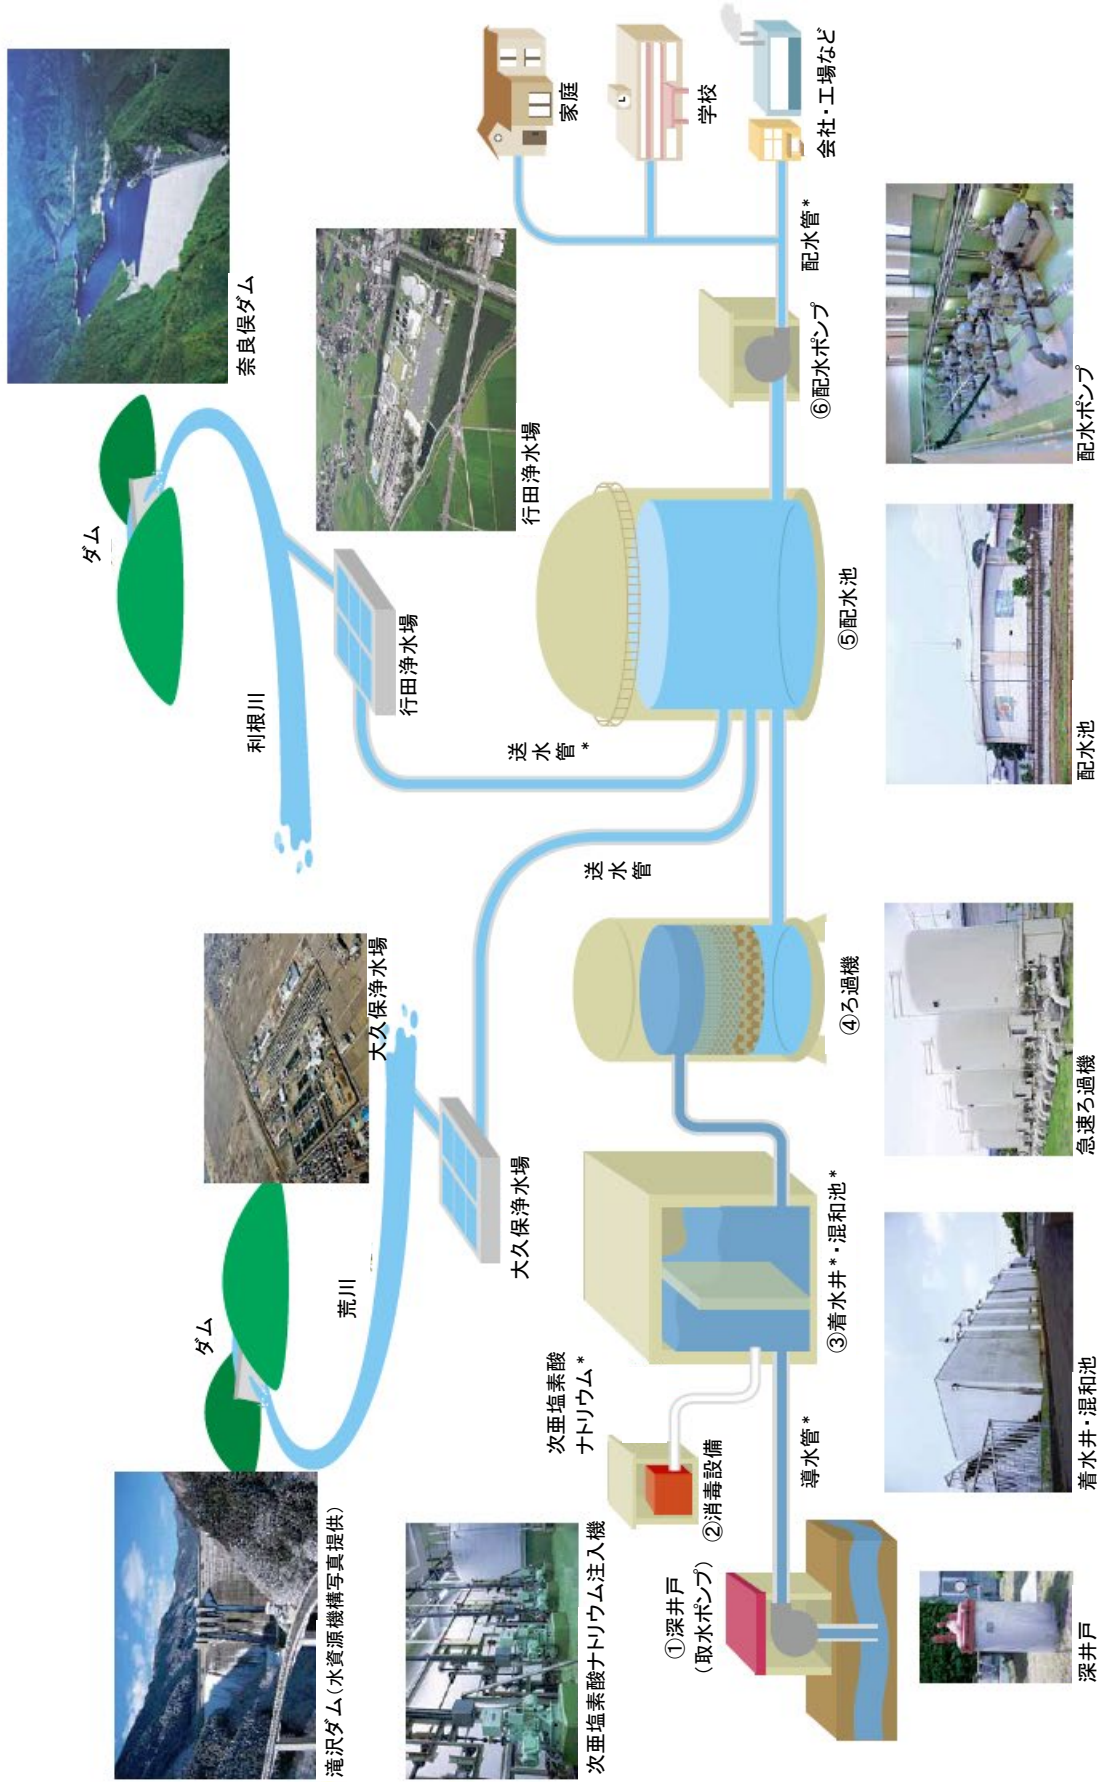 滝沢ダム(水資源機構写真提供)
ダム
荒川
大久保浄水場
大久保浄水場
ダム
利根川
奈良俣ダム
行田浄水場
行田浄水場
送水管*
送水管
次亜塩素酸ナトリウム注入機
次亜塩素酸
ナトリウム*
①深井戸
(取水ポンプ)
②消毒設備
導水管*
③着水井*・混和池*
④ろ過機
⑤配水池
⑥配水ポンプ
配水管*
家庭
学校
会社・工場など
深井戸
着水井・混和池
急速ろ過機
配水池
配水ポンプ